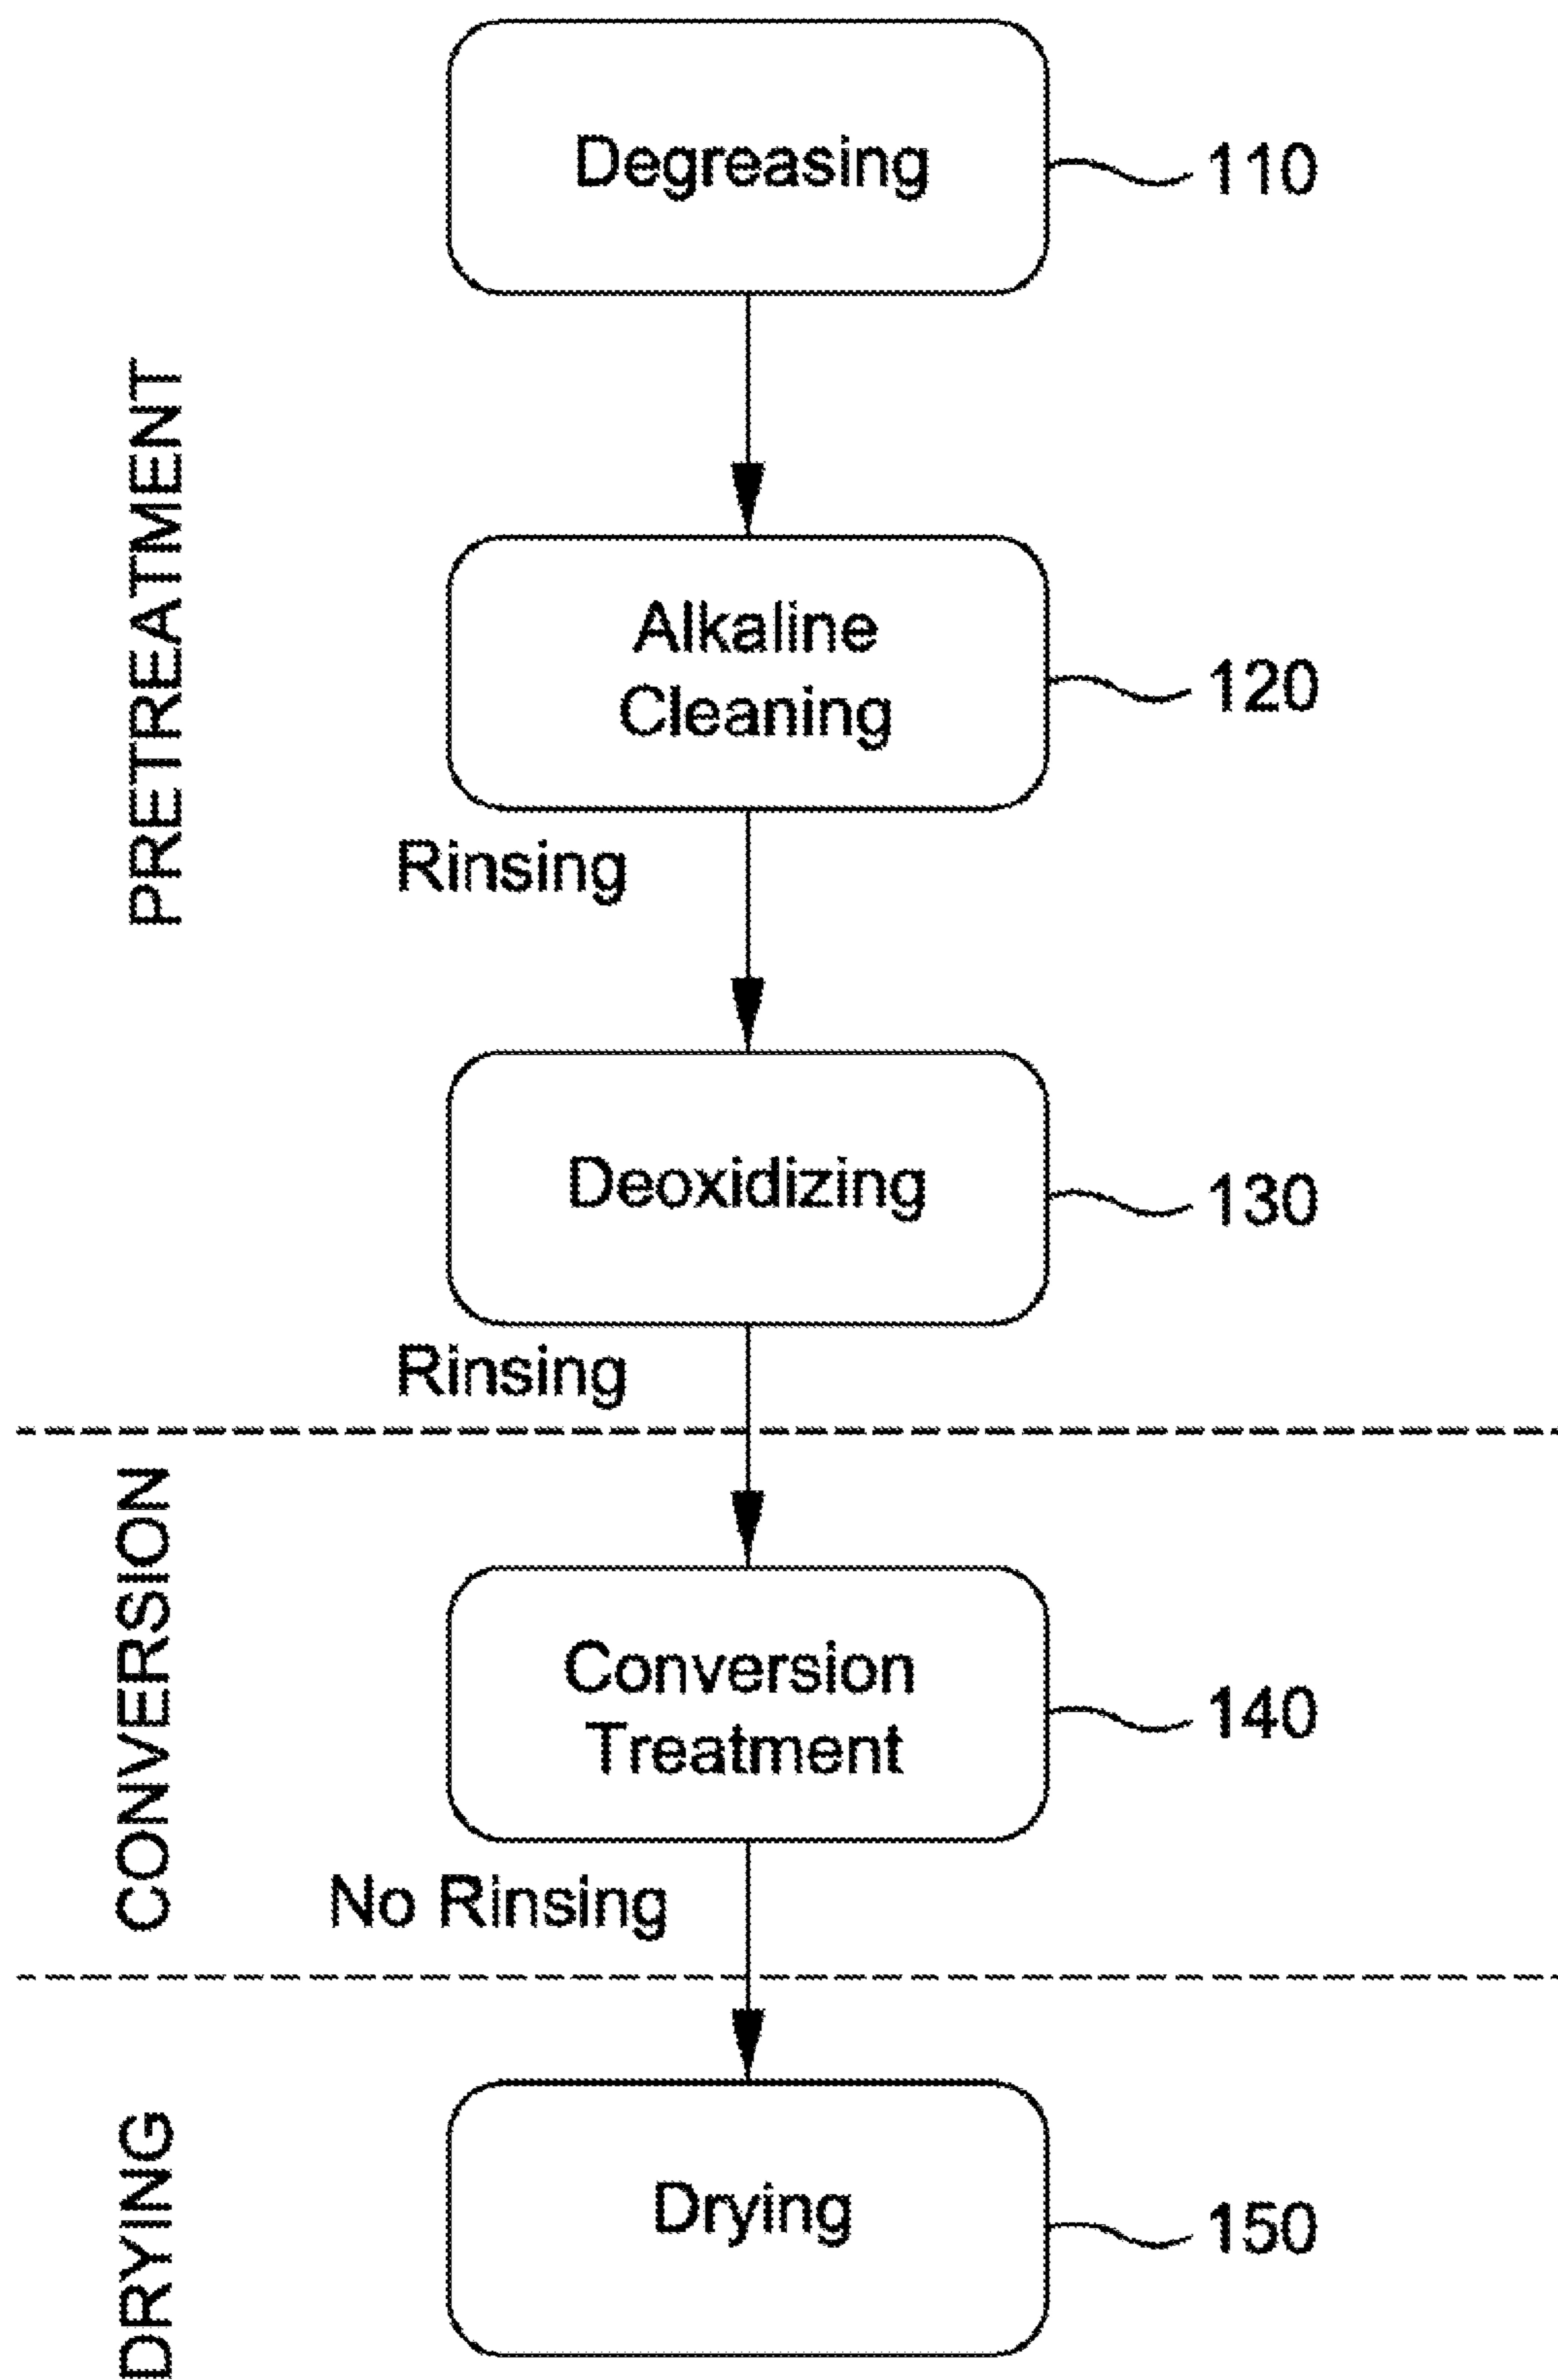 Degreasing
110
PRETREATMENT
Alkaline
Cleaning
120
Rinsing
Deoxidizing
130
Rinsing
CONVERSION
Conversion
Treatment
140
No Rinsing
DRYING
Drying
150